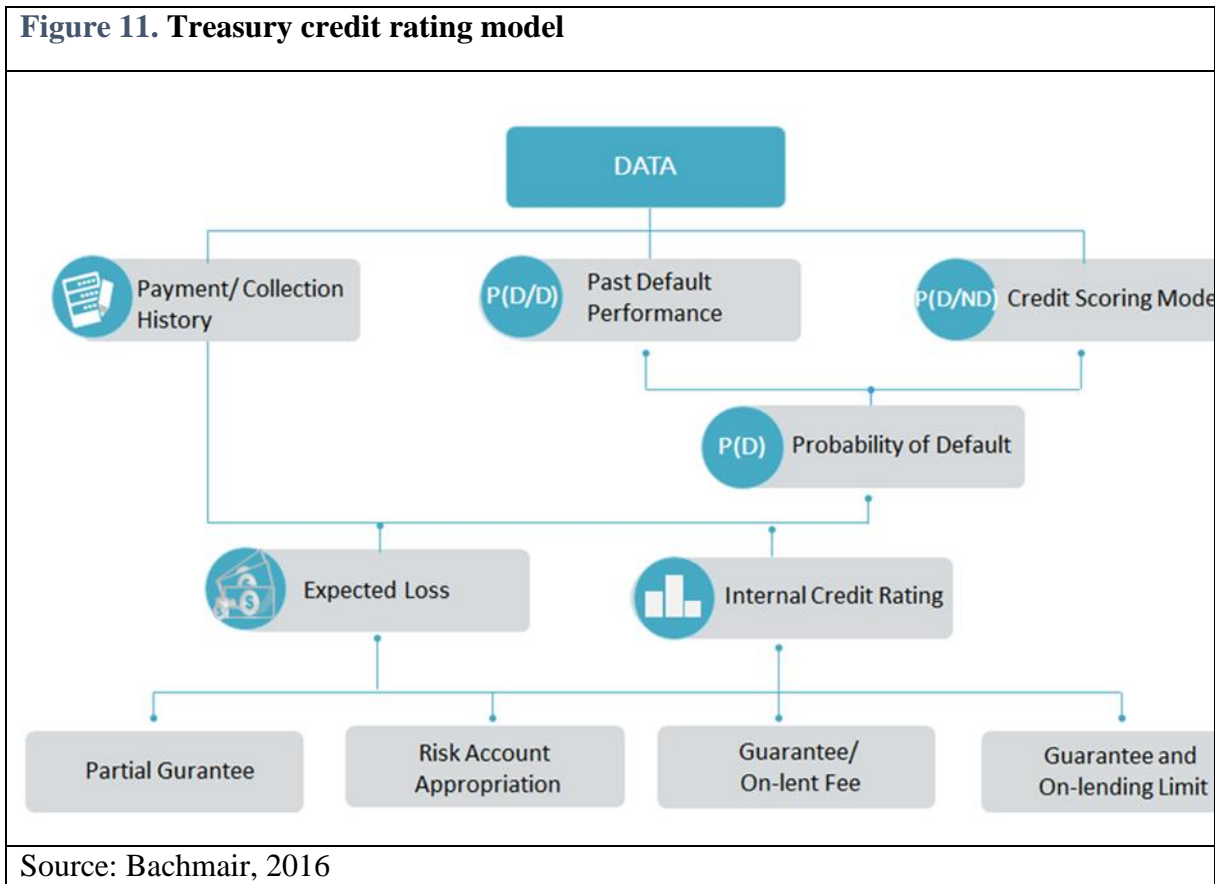 Figure 11. Treasury credit rating model
DATA
Payment/ Collection
History
P(D/D)
Past Default
Performance
P(D/ND)
Credit Scoring Mode
P(D)
Probability of Default
Expected Loss
Internal Credit Rating
Partial Gurantee
Risk Account
Appropriation
Guarantee/
On-lent Fee
Guarantee and
On-lending Limit
Source: Bachmair, 2016